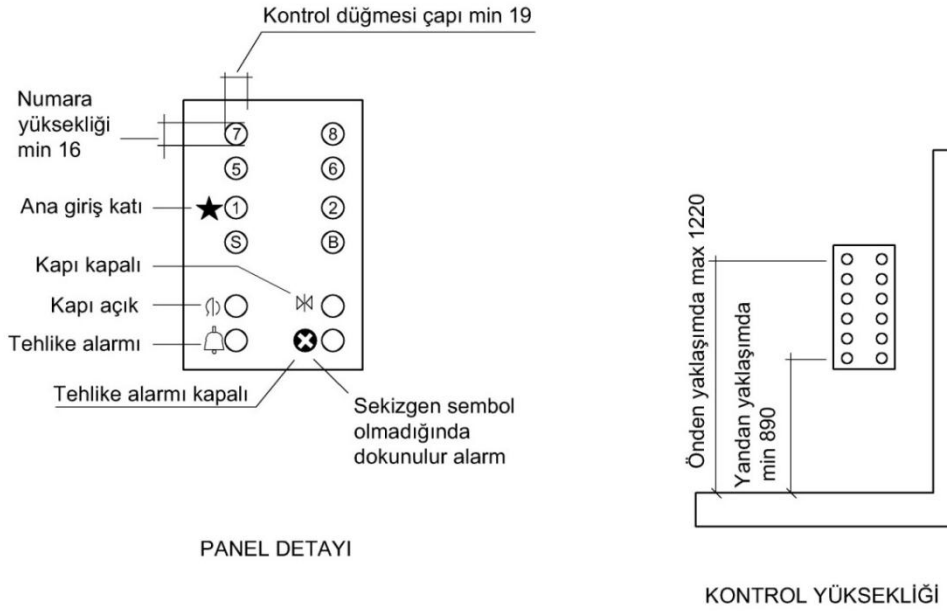 Kontrol düğmesi çapı min 19
Numara
yüksekliği
min 16
7
8
5
6
Ana giriş katı
1
2
S
B
Kapı kapalı
Kapı açık
Tehlike alarmı
Tehlike alarmı kapalı
Sekizgen sembol
olmadığında
dokunulur alarm
PANEL DETAYI
Önden yaklaşımda max 1220
Yandan yaklaşımda
min 890
KONTROL YÜKSEKLİĞİ